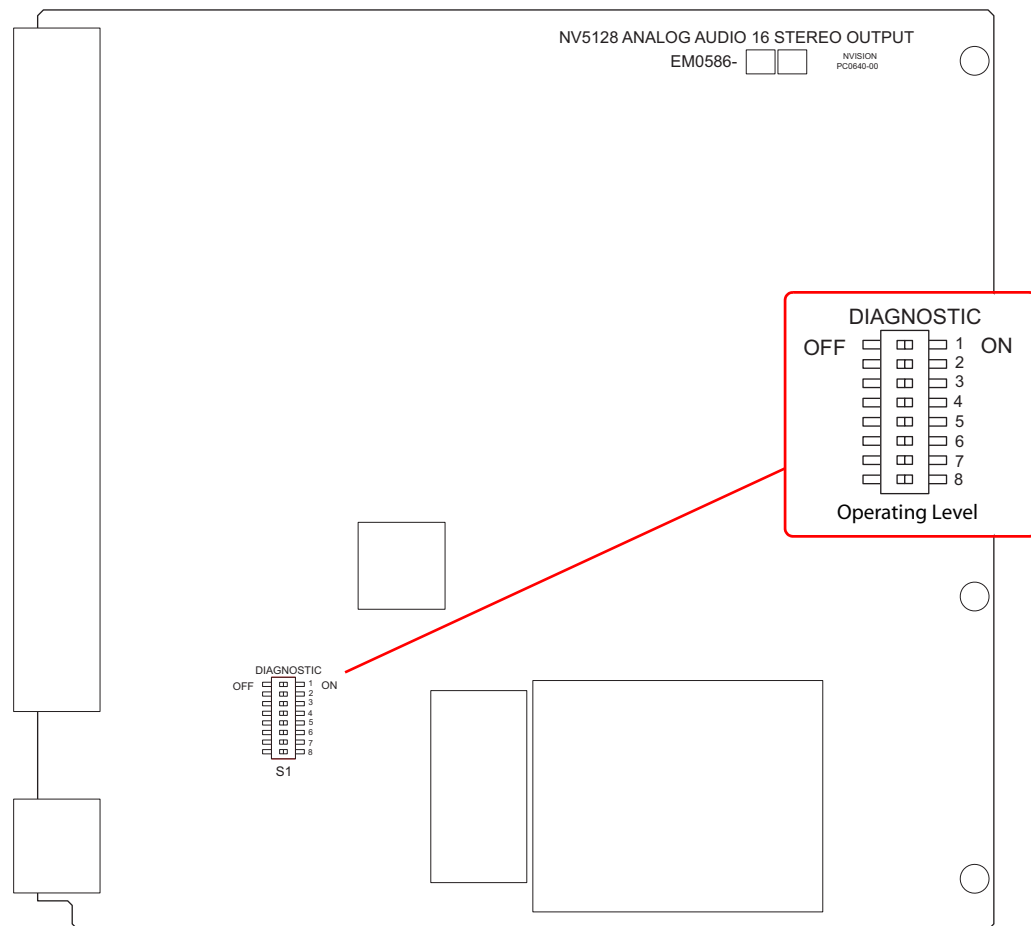 NV5128 ANALOG AUDIO 16 STEREO OUTPUT
EM0586-
NVISION
PC0640-00
DIAGNOSTIC
OFF 1 ON
2
3
4
5
6
7
8
Operating Level
DIAGNOSTIC
OFF 1 ON
2
3
4
5
6
7
8
S1